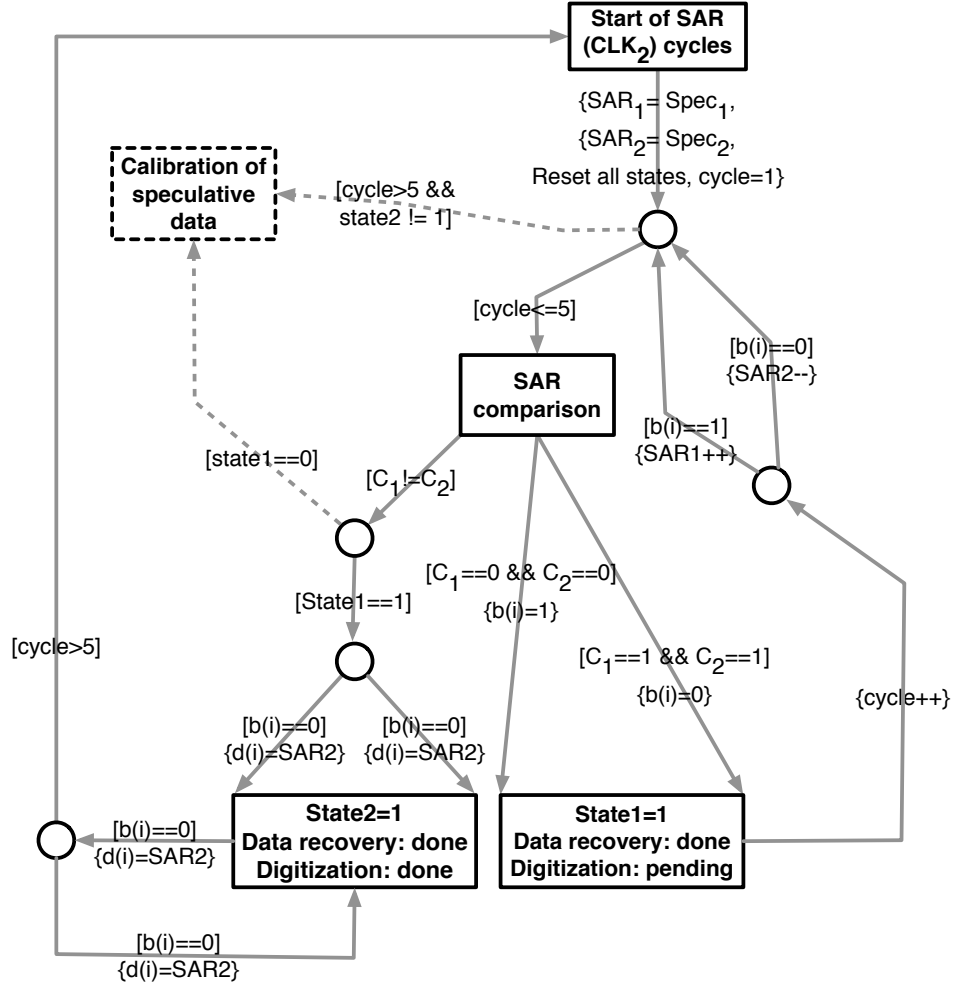 Start of SAR
(CLK2) cycles
{SAR1= Spec1,
{SAR2= Spec2,
Reset all states, cycle=1}
Calibration of
speculative
data
[cycle>5 &&
state2 != 1]
[cycle<=5]
[b(i)==0]
{SAR2--}
SAR
comparison
[b(i)==1]
{SAR1++}
[state1==0]
[C1!=C2]
[C1==0 && C2==0]
{b(i)=1}
[State1==1]
[cycle>5]
[C1==1 && C2==1]
{b(i)=0}
{cycle++}
[b(i)==0]
{d(i)=SAR2}
[b(i)==0]
{d(i)=SAR2}
State2=1
Data recovery: done
Digitization: done
State1=1
Data recovery: done
Digitization: pending
[b(i)==0]
{d(i)=SAR2}
[b(i)==0]
{d(i)=SAR2}